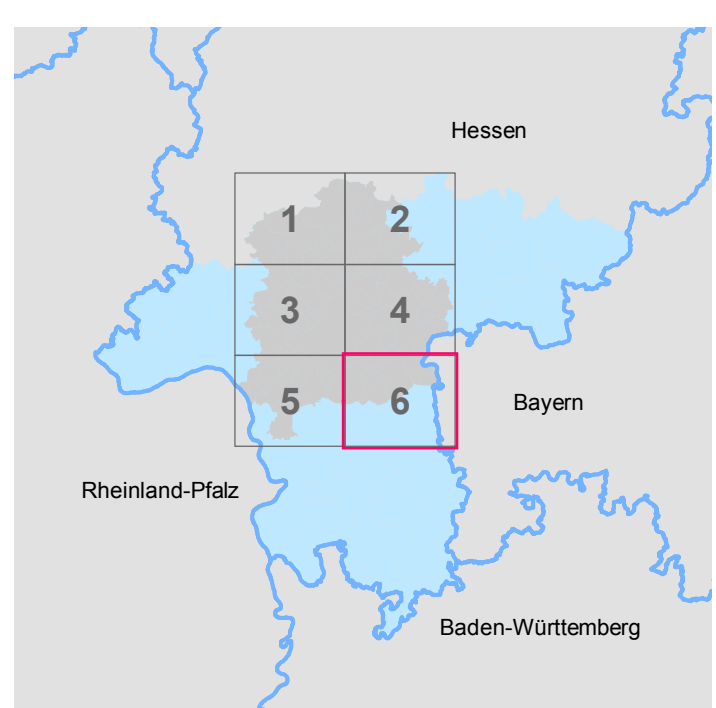 Hessen
1 2
3 4
5 6
Bayern
Rheinland-Pfalz
Baden-Württemberg